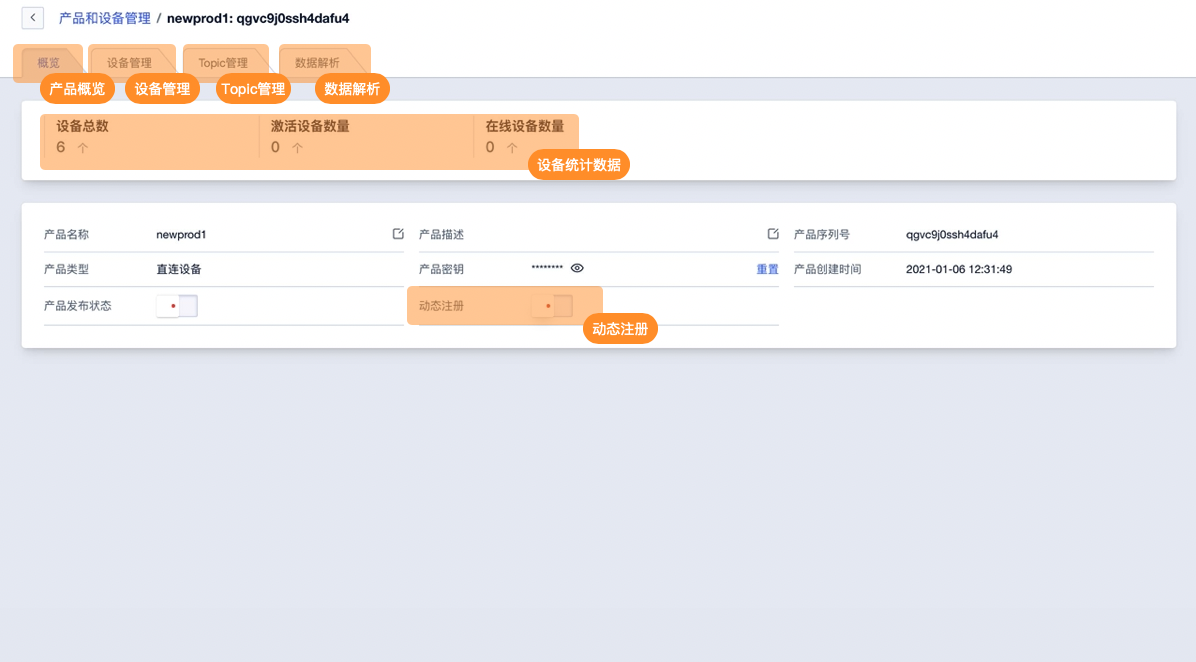 产品和设备管理 / newprod1: qgvc9j0ssh4dafu4
概览 设备管理 Topic管理 数据解析
产品概览 设备管理 Topic管理 数据解析
设备总数 激活设备数量 在线设备数量
6 个 0 个 0 个
设备统计数据
产品名称 newprod1 产品描述 产品序列号 qgvc9j0ssh4dafu4
产品类型 直连设备 产品密钥 ******** 重置 产品创建时间 2021-01-06 12:31:49
产品发布状态 动态注册
动态注册